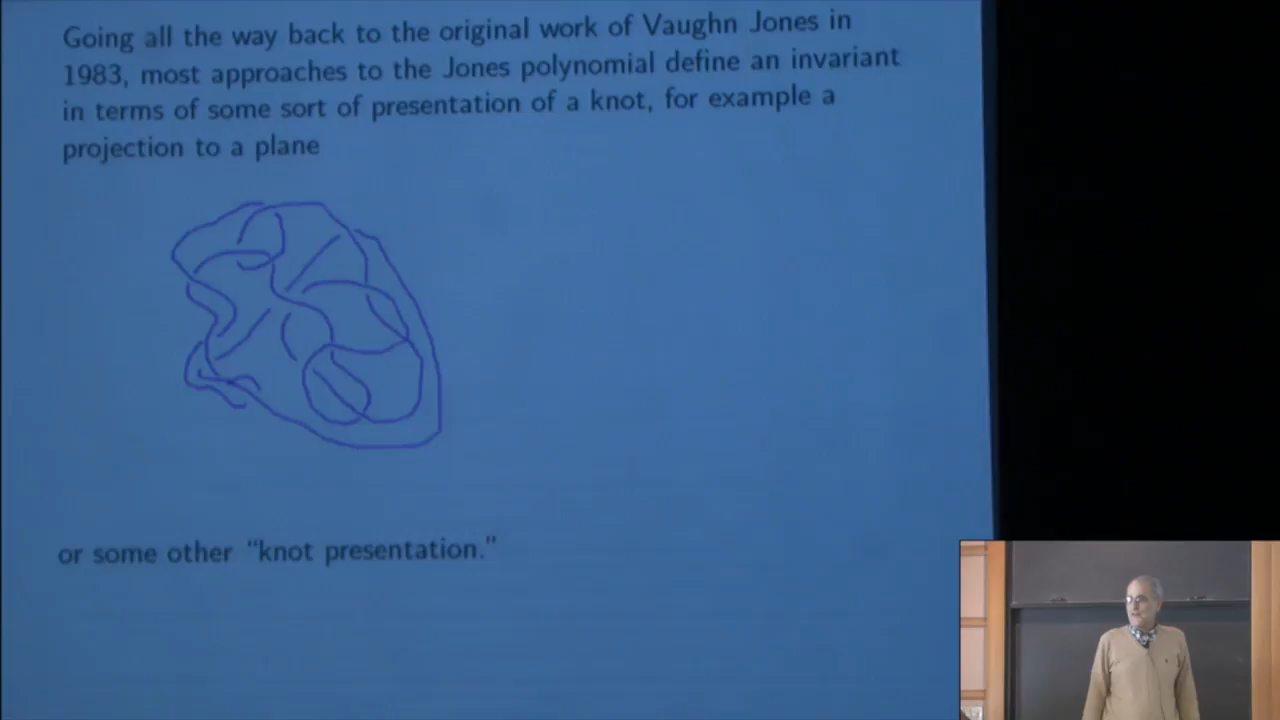 Going all the way back to the original work of Vaughn Jones in
1983, most approaches to the Jones polynomial define an invariant
in terms of some sort of presentation of a knot, for example a
projection to a plane
or some other “knot presentation.”